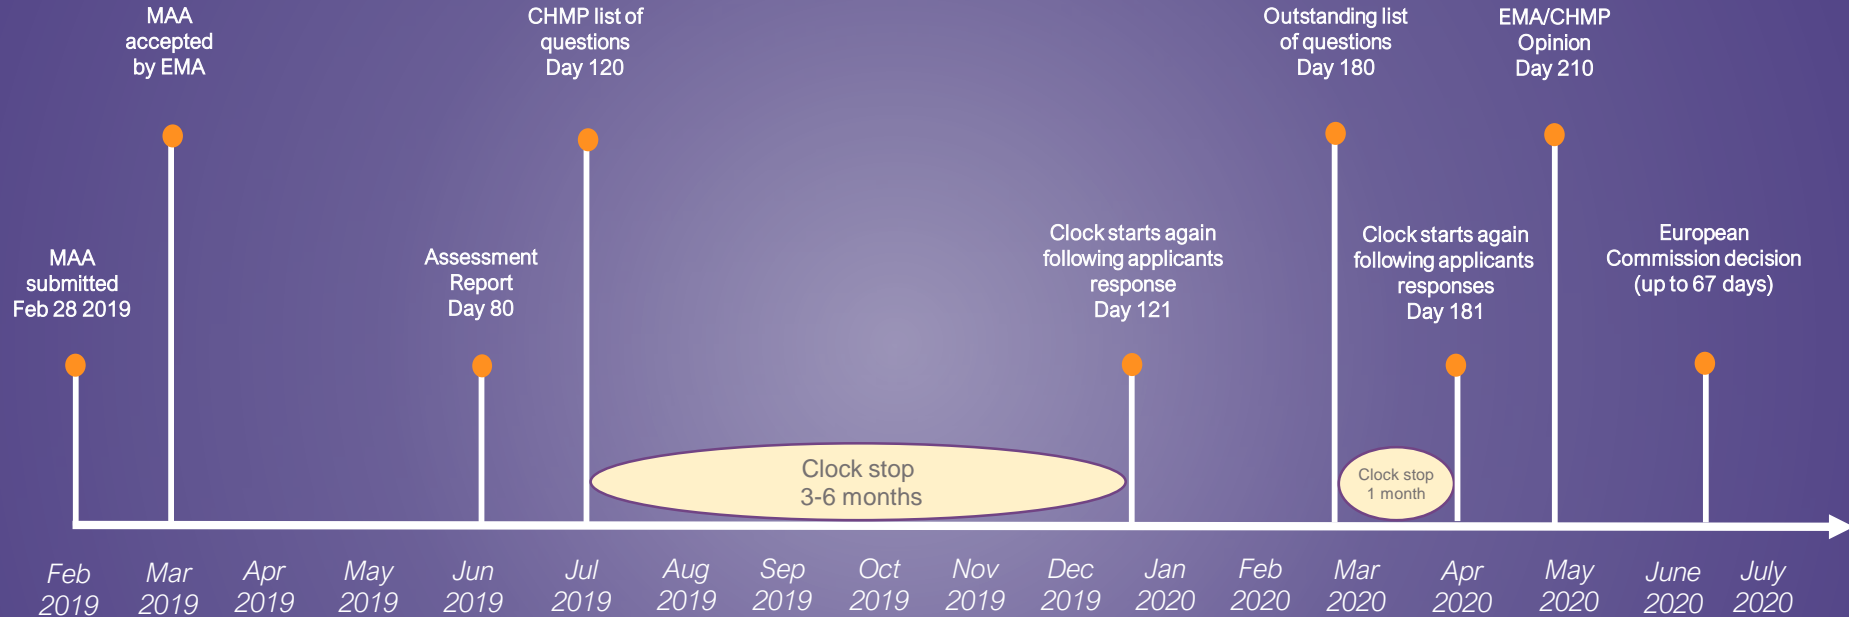 MAA
accepted
by EMA
CHMP list of
questions
Day 120
Outstanding list
of questions
Day 180
EMA/CHMP
Opinion
Day 210
MAA
submitted
Feb 28 2019
Assessment
Report
Day 80
Clock starts again
following applicants
response
Day 121
Clock starts again
following applicants
responses
Day 181
European
Commission decision
(up to 67 days)
Clock stop
3-6 months
Clock stop
1 month
Feb
2019
Mar
2019
Apr
2019
May
2019
Jun
2019
Jul
2019
Aug
2019
Sep
2019
Oct
2019
Nov
2019
Dec
2019
Jan
2020
Feb
2020
Mar
2020
Apr
2020
May
2020
June
2020
July
2020